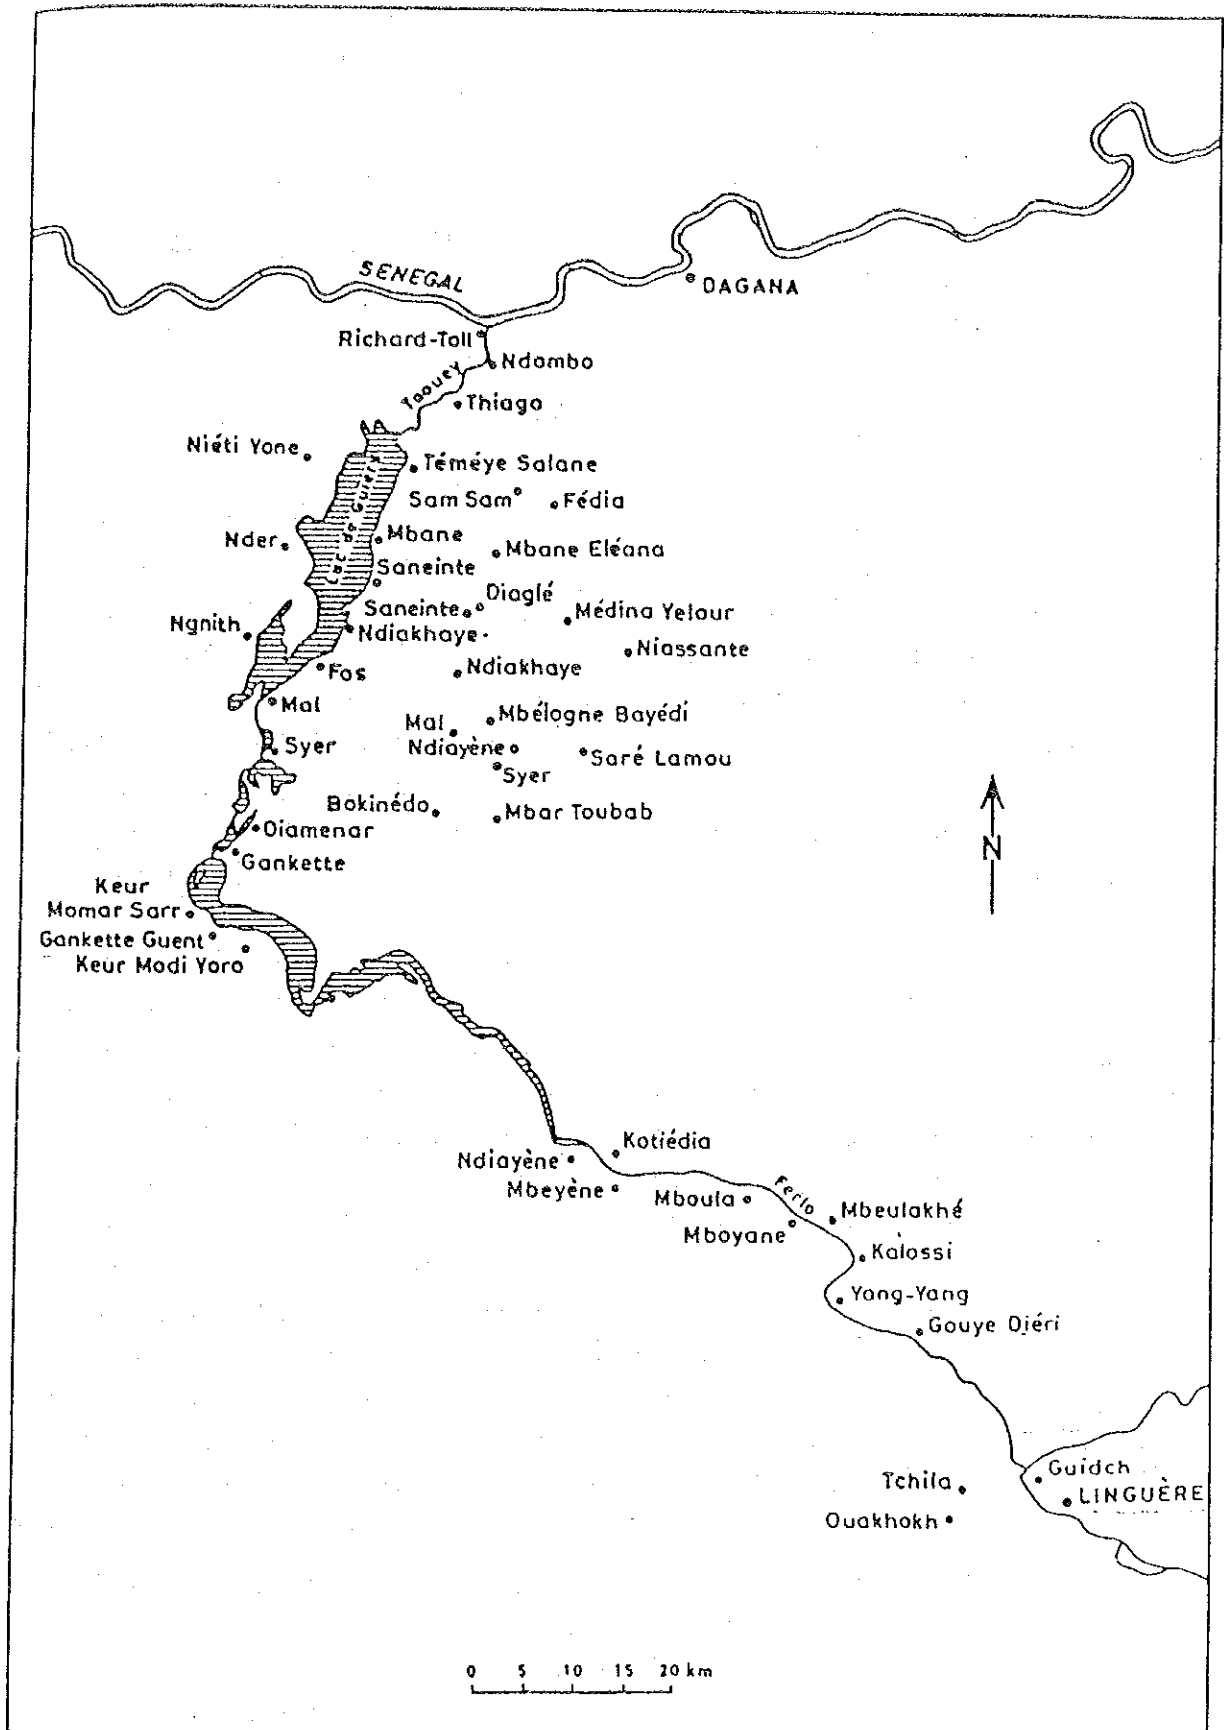 SENEGAL
DAGANA
Richard-Toll
Ndombo
Taouey
Thiago
Niéti Yone
Lac de Guiers
Téméye Salane
Sam Sam
Fédia
Nder
Mbane
Mbane Eléana
Saneinte
Diaglé
Saneinte
Médina Yelour
Ngnith
Ndiakhaye
Niassante
Fos
Ndiakhaye
Mal
Mbélogne Bayédi
Mal
Syer
Ndiayène
Saré Lamou
Syer
Bokinédo
Mbar Toubab
Diamenar
Gankette
N
Keur
Momar Sarr
Gankette Guent
Keur Modi Yoro
Kotiédia
Ndiayène
Mbeyène
Mboula
Ferlo
Mbeulakhé
Mboyane
Kalossi
Yang-Yang
Gouye Diéri
Guidch
Tchila
LINGUÈRE
Ouakhokh
0 5 10 15 20 km